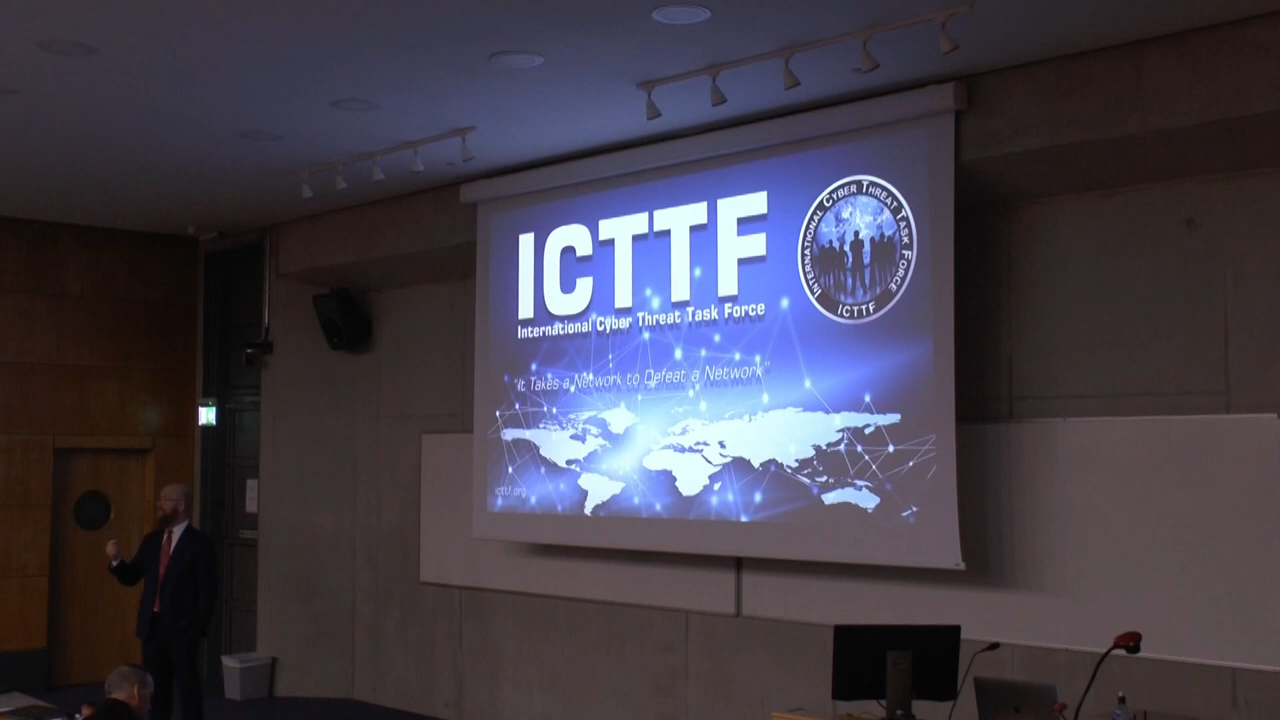 ICTTF
International Cyber Threat Task Force
"It Takes a Network to Defeat a Network"
icttf.org
INTERNATIONAL CYBER THREAT TASK FORCE
ICTTF